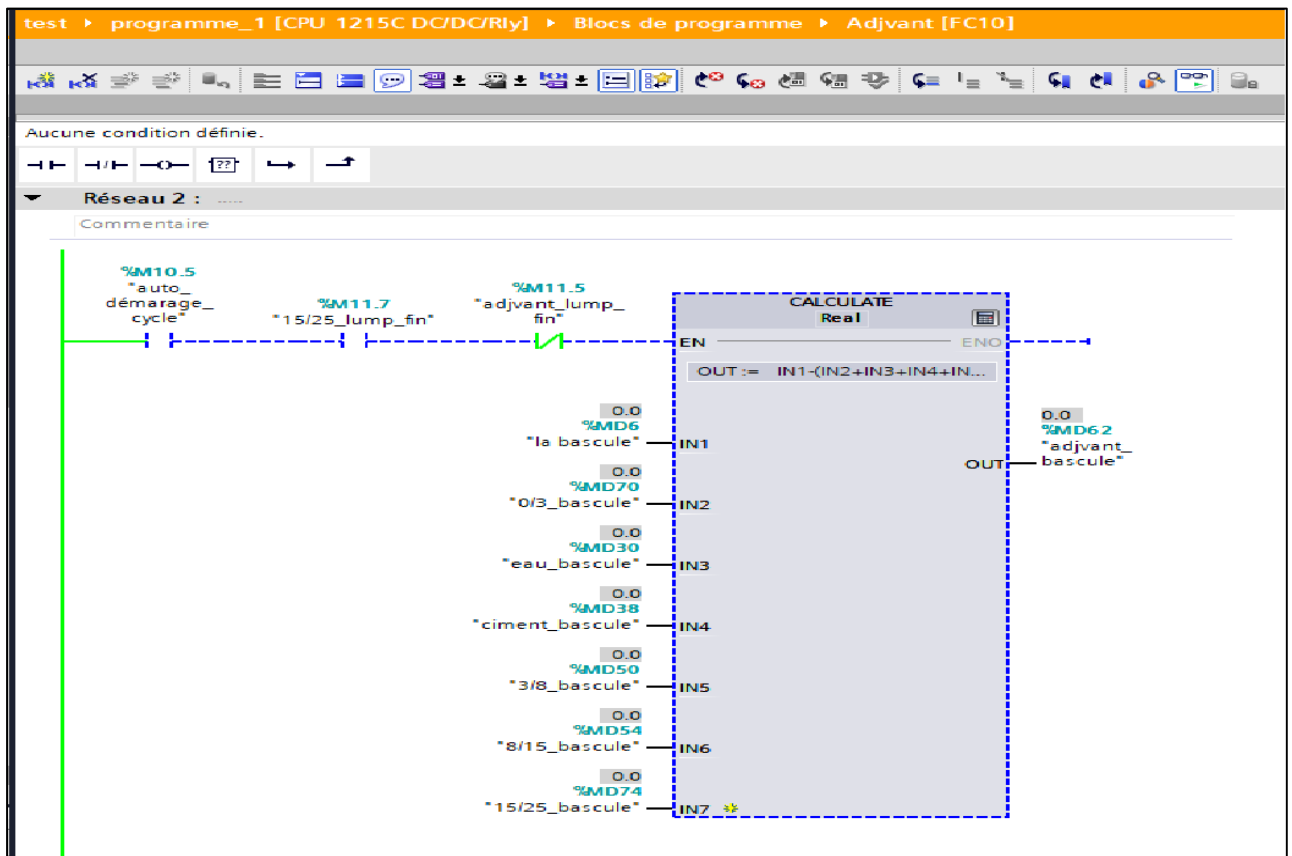 test ▸ programme_1 [CPU 1215C DC/DC/Rly] ▸ Blocs de programme ▸ Adjvant [FC10]
Aucune condition définie.
??
Réseau 2 : .....
Commentaire
%M10.5
"auto_
démarage_
cycle"
%M11.7
"15/25_lump_fin"
%M11.5
"adjvant_lump_
fin"
CALCULATE
Real
EN
ENO
OUT := IN1-(IN2+IN3+IN4+IN...
0.0
%MD6
"la bascule"
IN1
0.0
%MD62
"adjvant_
bascule"
OUT
0.0
%MD70
"0/3_bascule"
IN2
0.0
%MD30
"eau_bascule"
IN3
0.0
%MD38
"ciment_bascule"
IN4
0.0
%MD50
"3/8_bascule"
IN5
0.0
%MD54
"8/15_bascule"
IN6
0.0
%MD74
"15/25_bascule"
IN7